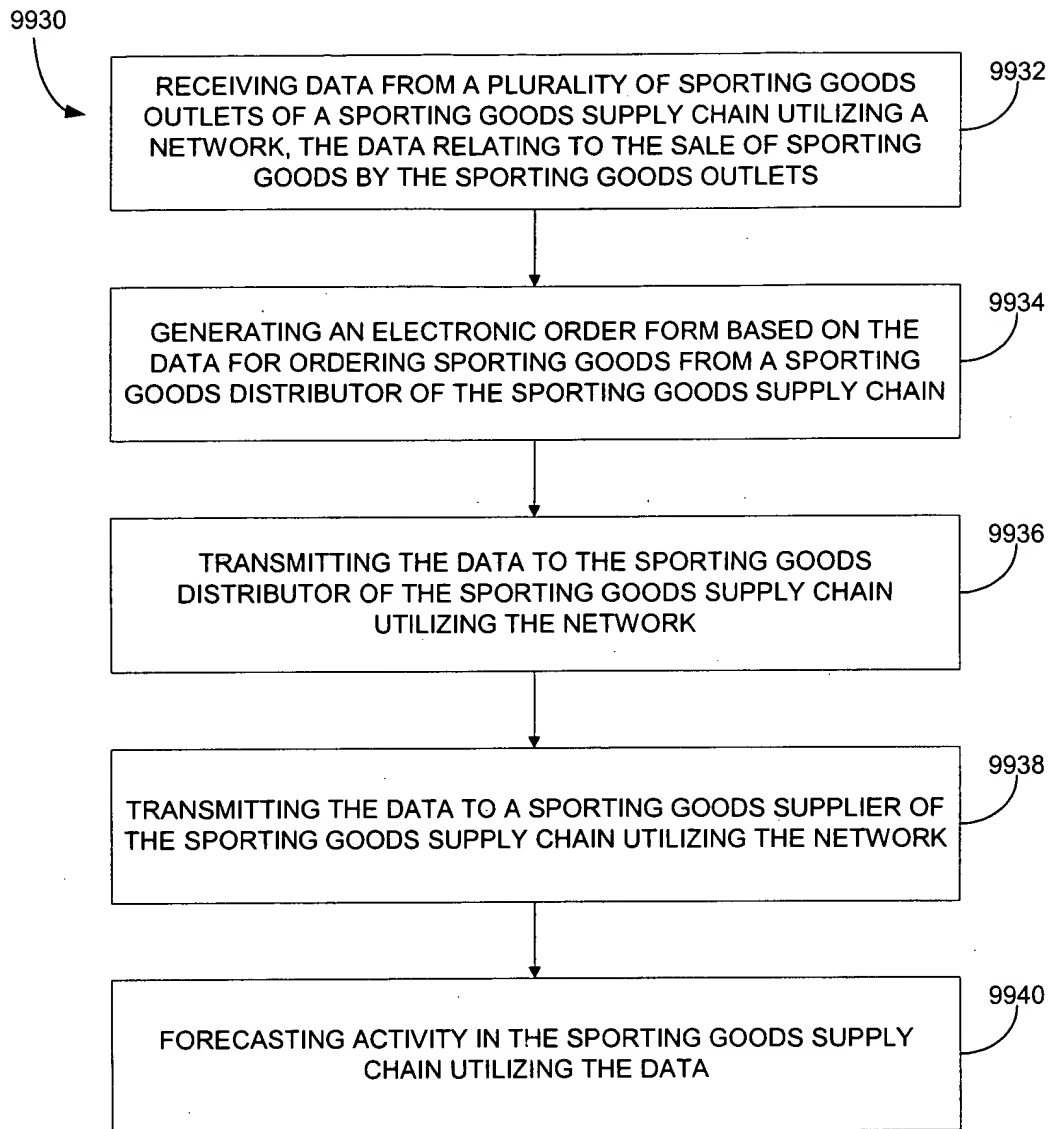 9930
RECEIVING DATA FROM A PLURALITY OF SPORTING GOODS
OUTLETS OF A SPORTING GOODS SUPPLY CHAIN UTILIZING A
NETWORK, THE DATA RELATING TO THE SALE OF SPORTING
GOODS BY THE SPORTING GOODS OUTLETS
9932
GENERATING AN ELECTRONIC ORDER FORM BASED ON THE
DATA FOR ORDERING SPORTING GOODS FROM A SPORTING
GOODS DISTRIBUTOR OF THE SPORTING GOODS SUPPLY CHAIN
9934
TRANSMITTING THE DATA TO THE SPORTING GOODS
DISTRIBUTOR OF THE SPORTING GOODS SUPPLY CHAIN
UTILIZING THE NETWORK
9936
TRANSMITTING THE DATA TO A SPORTING GOODS SUPPLIER OF
THE SPORTING GOODS SUPPLY CHAIN UTILIZING THE NETWORK
9938
FORECASTING ACTIVITY IN THE SPORTING GOODS SUPPLY
CHAIN UTILIZING THE DATA
9940